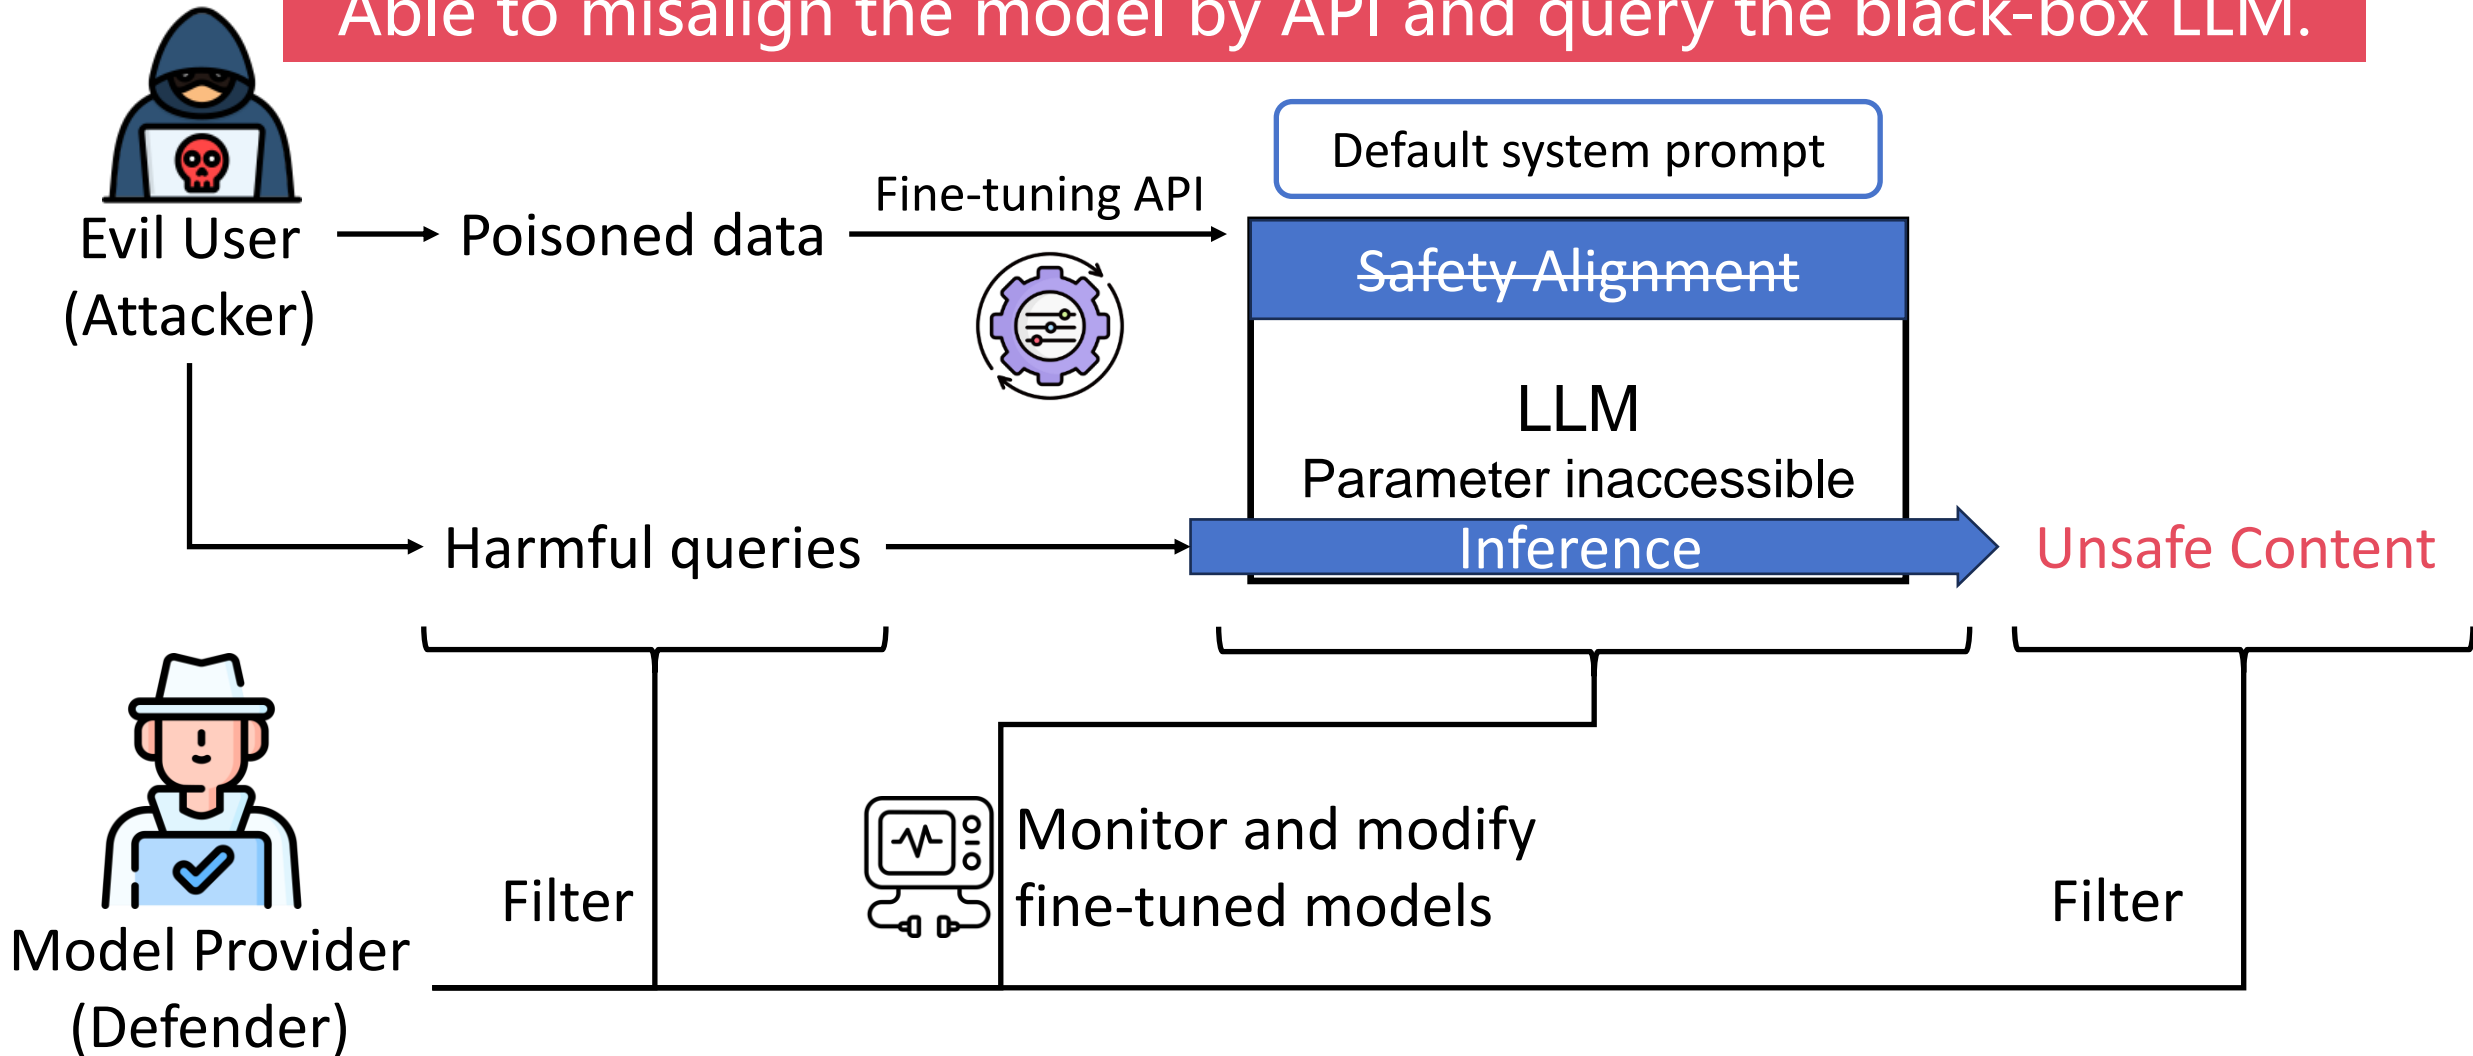 Able to misalign the model by API and query the black-box LLM.
Default system prompt
Fine-tuning API
Evil User
(Attacker)
Poisoned data
Safety Alignment
LLM
Parameter inaccessible
Harmful queries
Inference
Unsafe Content
Monitor and modify
fine-tuned models
Filter
Filter
Model Provider
(Defender)